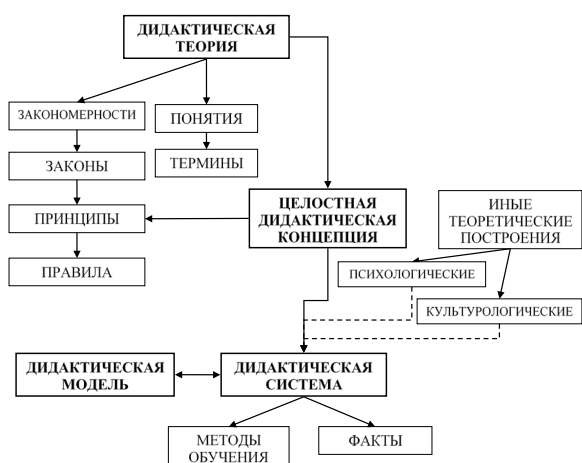 ДИДАКТИЧЕСКАЯ
ТЕОРИЯ
ЗАКОНОМЕРНОСТИ
ПОНЯТИЯ
ЗАКОНЫ
ТЕРМИНЫ
ПРИНЦИПЫ
ЦЕЛОСТНАЯ
ДИДАКТИЧЕСКАЯ
КОНЦЕПЦИЯ
ИНЫЕ
ТЕОРЕТИЧЕСКИЕ
ПОСТРОЕНИЯ
ПРАВИЛА
ПСИХОЛОГИЧЕСКИЕ
КУЛЬТУРОЛОГИЧЕСКИЕ
ДИДАКТИЧЕСКАЯ
МОДЕЛЬ
ДИДАКТИЧЕСКАЯ
СИСТЕМА
МЕТОДЫ
ОБУЧЕНИЯ
ФАКТЫ